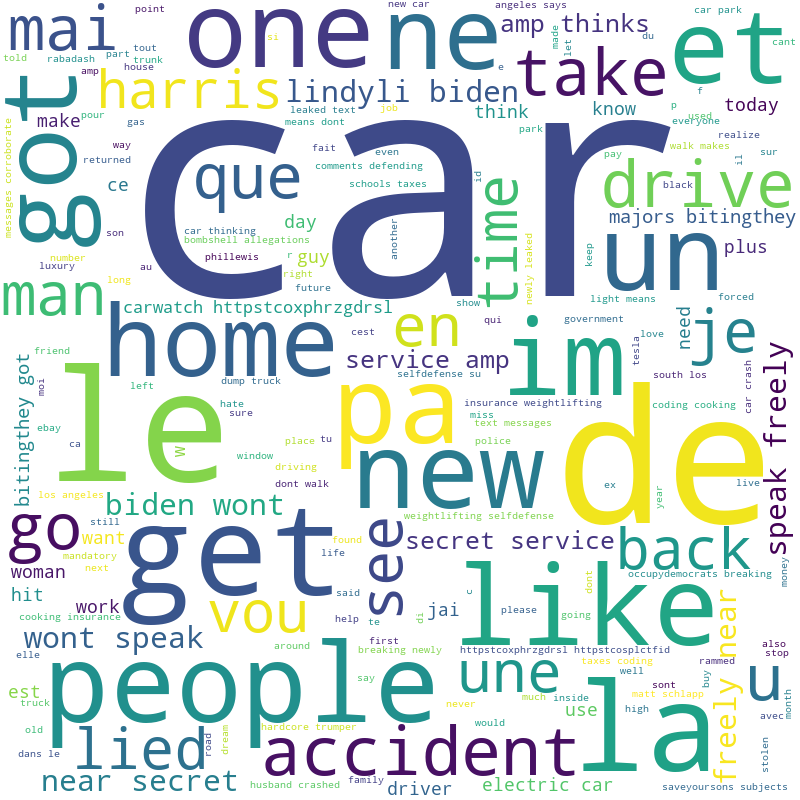 point
new car
angeles says
car park
mai
one
ne
si
amp thinks
made
let
du
et
cant
told
rabadash
part
tout
trunk
e
amp
house
harris
lindyli biden
take
f
got
make
pour
gas
leaked text
means dont
job
think
know
p
used
today
everyone
car
park
realize
way
returned
fait
even
walk makes
messages corroborate
que
comments defending
pay
il
sur
ce
schools taxes
id
drive
black
son
day
time
majors bitingthey
car thinking
bombshell allegations
another
un
plus
number
phillewis
r
guy
keep
luxury
au
right
newly leaked
long
future
man
show
light means
forced
carwatch httpstcoxphrzgdrsl
en
qui
government
je
home
cest
love
need
service amp
im
tesla
friend
south los
car crash
le
dump truck
selfdefense su
left
pa
speak freely
bitingthey got
moi
hate
insurance weightlifting
de
coding cooking
sure
miss
ebay
text messages
place
tu
police
ca
w
window
new
driving
dont walk
ex
live
los angeles
year
biden wont
get
weightlifting selfdefense
go
still
see
want
secret service
back
mandatory
found
next
life
woman
like
occupydemocrats breaking
money
hit
vou
said
c
dont
work
jai
please
cooking insurance
help
te
di
going
wont speak
around
first
freely near
also
elle
people
breaking newly
httpstcoxphrzgdrsl httpstcosplctfid
stop
say
une
taxes coding
rammed
well
u
est
never
much
inside
sont
buy
matt schlapp
truck
use
high
la
avec
month
old
lied
road
dream
hardcore trumper
would
accident
dans le
stolen
near secret
husband crashed
family
driver
electric car
saveyoursons subjects